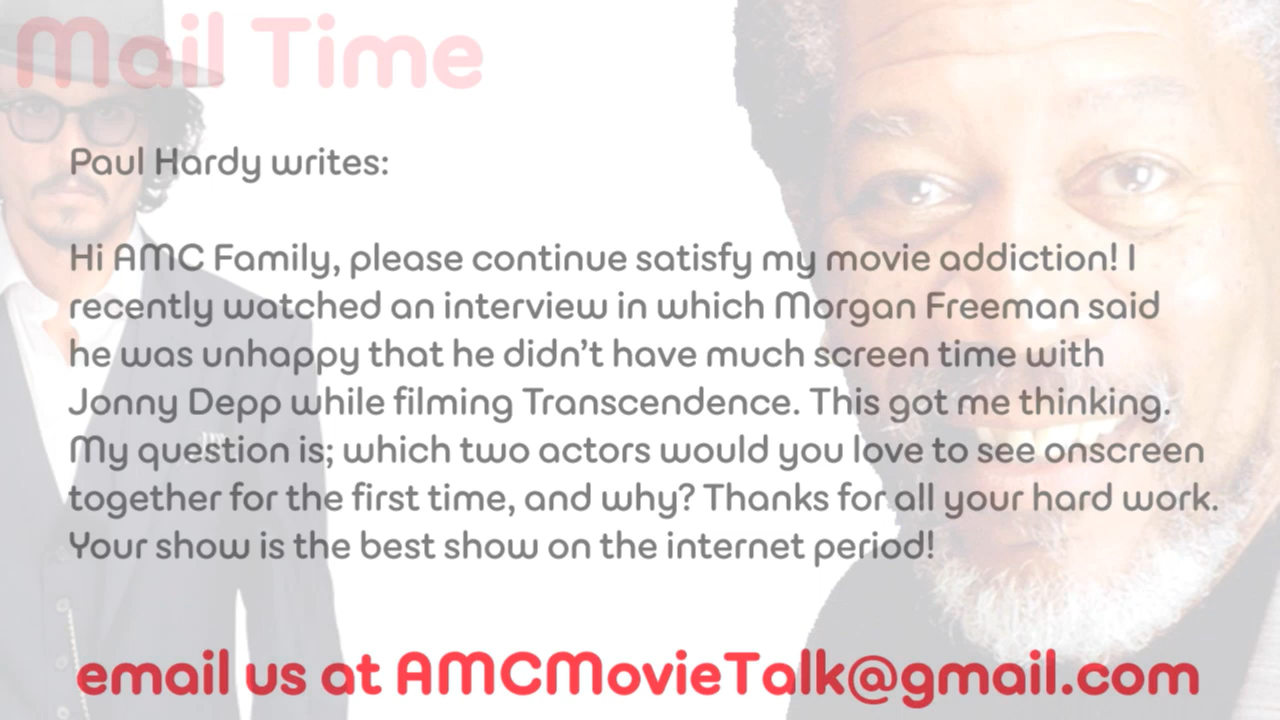 Mail Time
Paul Hardy writes:
Hi AMC Family, please continue satisfy my movie addiction! I
recently watched an interview in which Morgan Freeman said
he was unhappy that he didn't have much screen time with
Jonny Depp while filming Transcendence. This got me thinking.
My question is; which two actors would you love to see onscreen
together for the first time, and why? Thanks for all your hard work.
Your show is the best show on the internet period!
email us at AMCMovieTalk@gmail.com